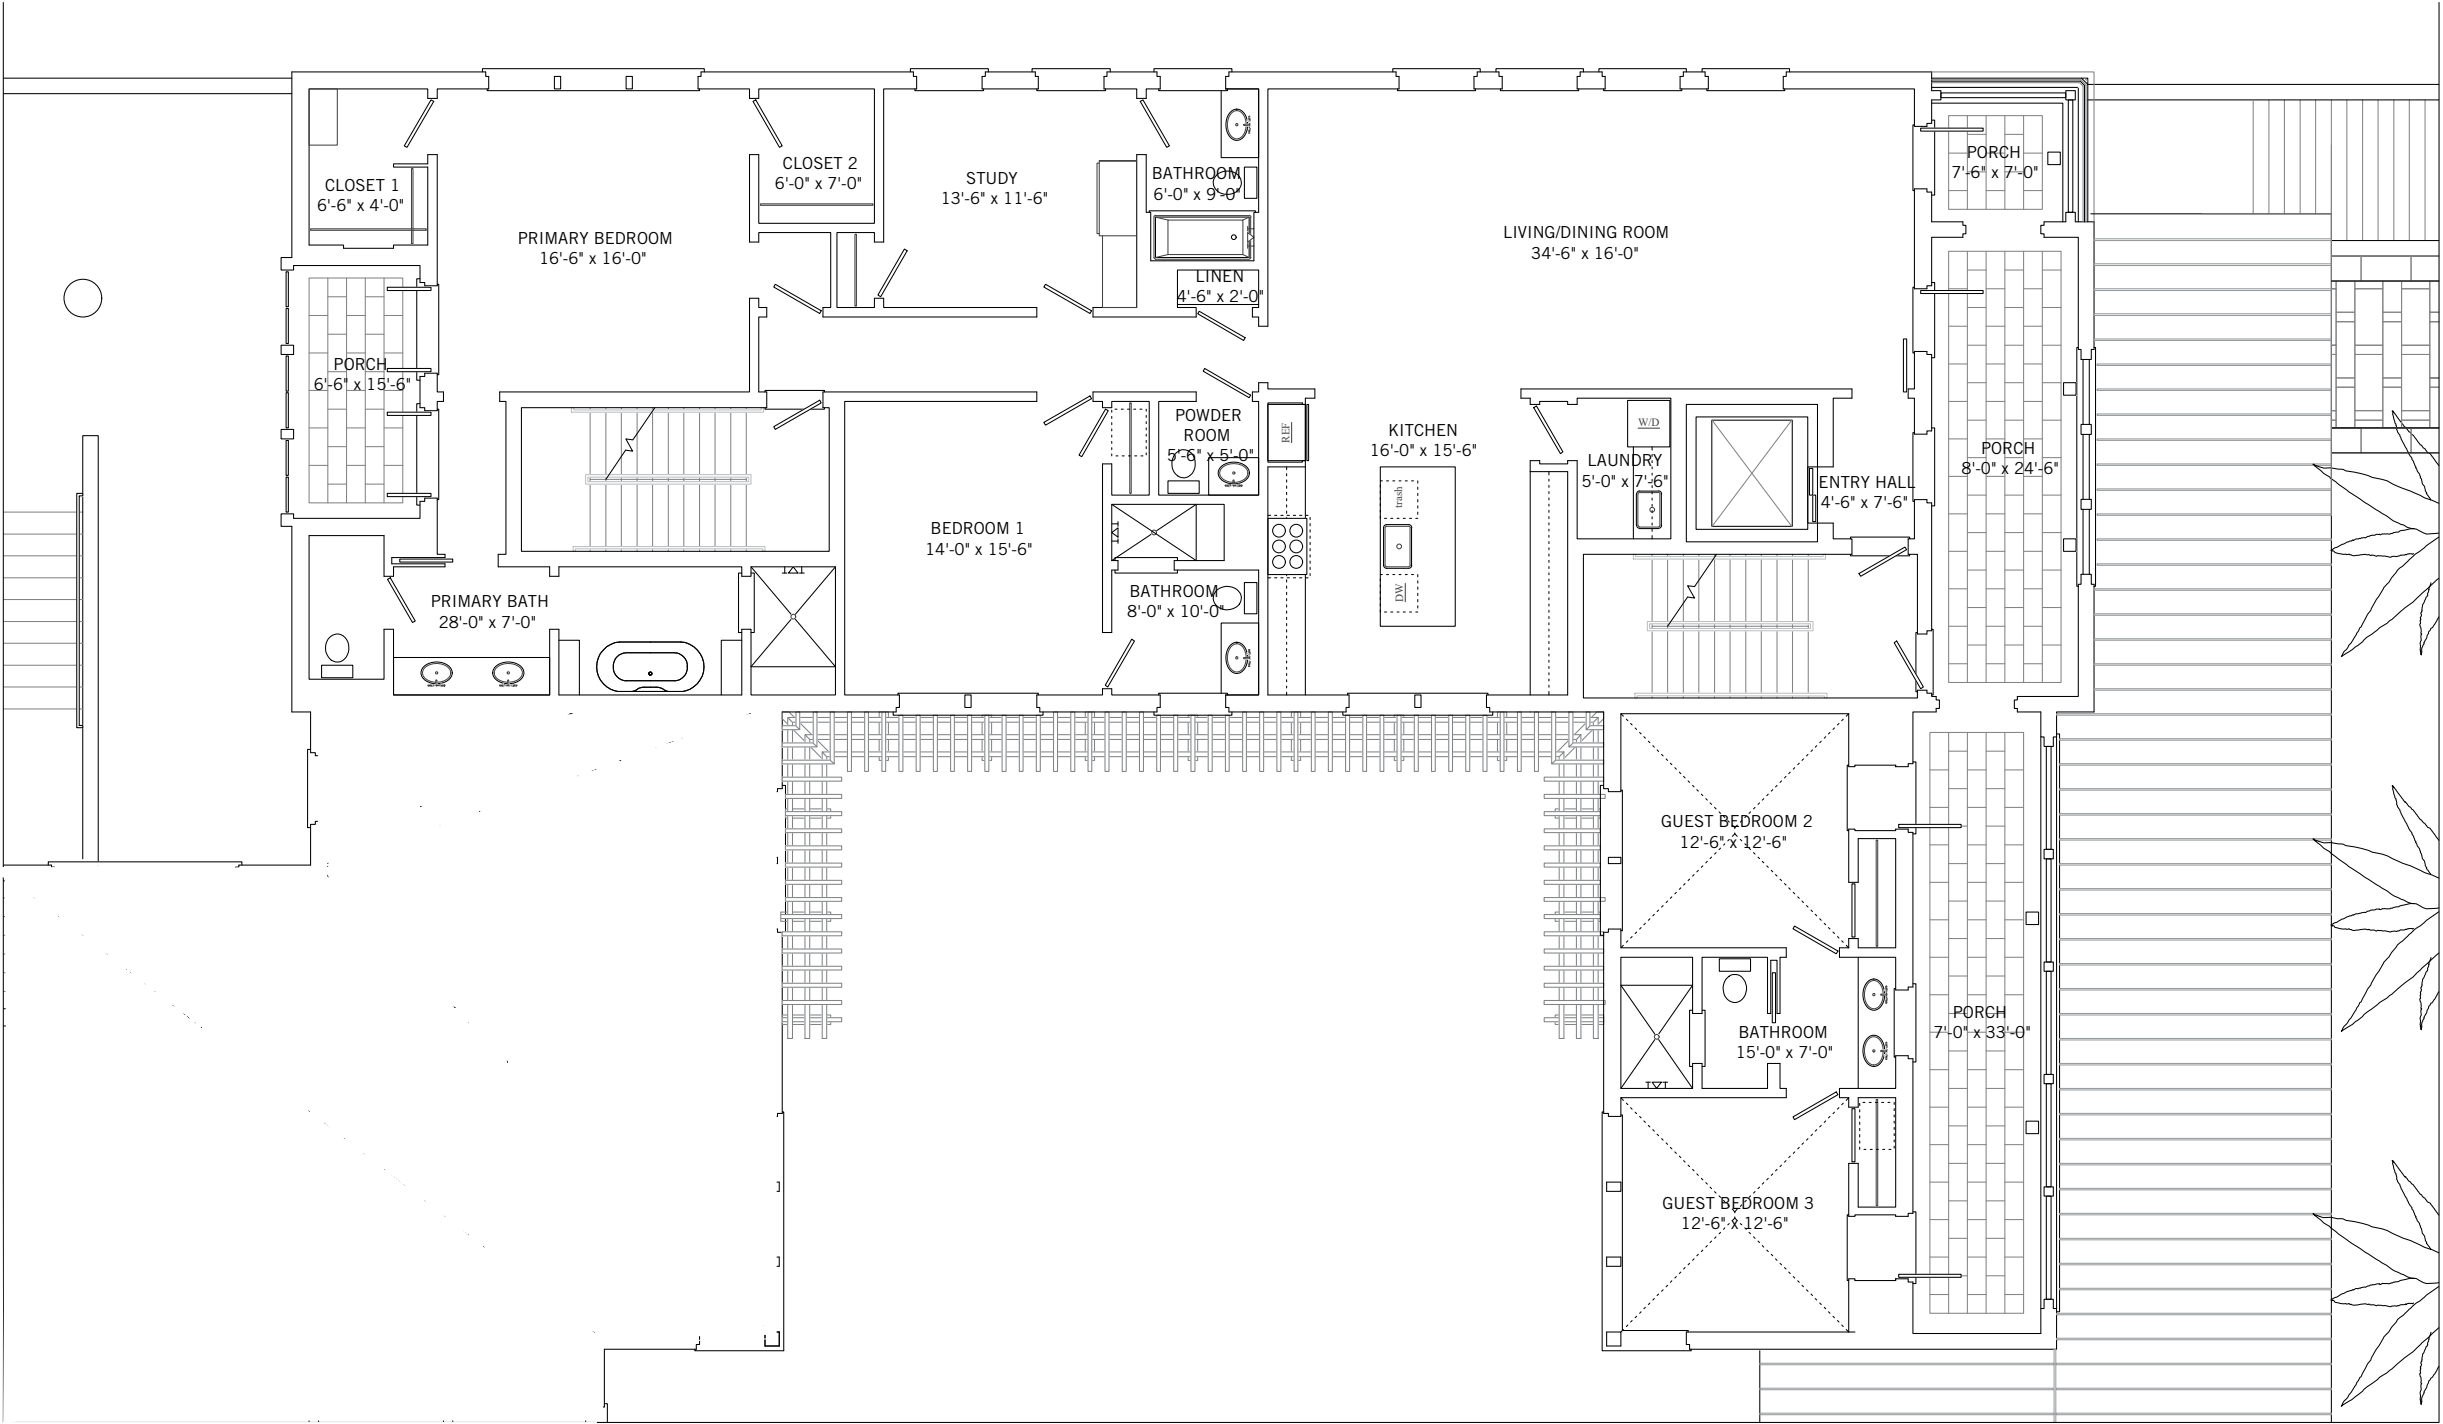 CLOSET 1
6'-6" x 4'-0"
PRIMARY BEDROOM
16'-6" x 16'-0"
CLOSET 2
6'-0" x 7'-0"
STUDY
13'-6" x 11'-6"
BATHROOM
6'-0" x 9'-0"
LINEN
4'-6" x 2'-0"
LIVING/DINING ROOM
34'-6" x 16'-0"
PORCH
7'-6" x 7'-0"
PORCH
6'-6" x 15'-6"
POWDER
ROOM
5'-6" x 5'-0"
REF
KITCHEN
16'-0" x 15'-6"
trash
DW
W/D
LAUNDRY
5'-0" x 7'-6"
ENTRY HALL
4'-6" x 7'-6"
PORCH
8'-0" x 24'-6"
BEDROOM 1
14'-0" x 15'-6"
PRIMARY BATH
28'-0" x 7'-0"
BATHROOM
8'-0" x 10'-0"
GUEST BEDROOM 2
12'-6" x 12'-6"
BATHROOM
15'-0" x 7'-0"
PORCH
7'-0" x 33'-0"
GUEST BEDROOM 3
12'-6" x 12'-6"